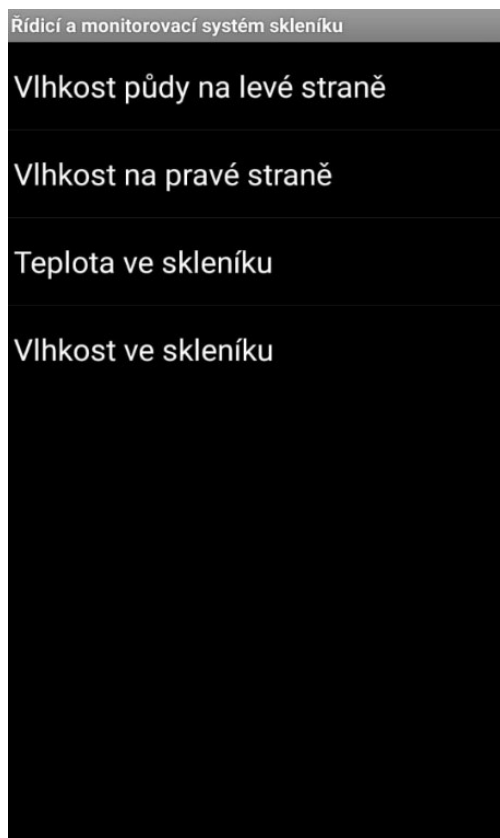 Řídicí a monitorovací systém skleníku
Vlhkost půdy na levé straně
Vlhkost na pravé straně
Teplota ve skleníku
Vlhkost ve skleníku